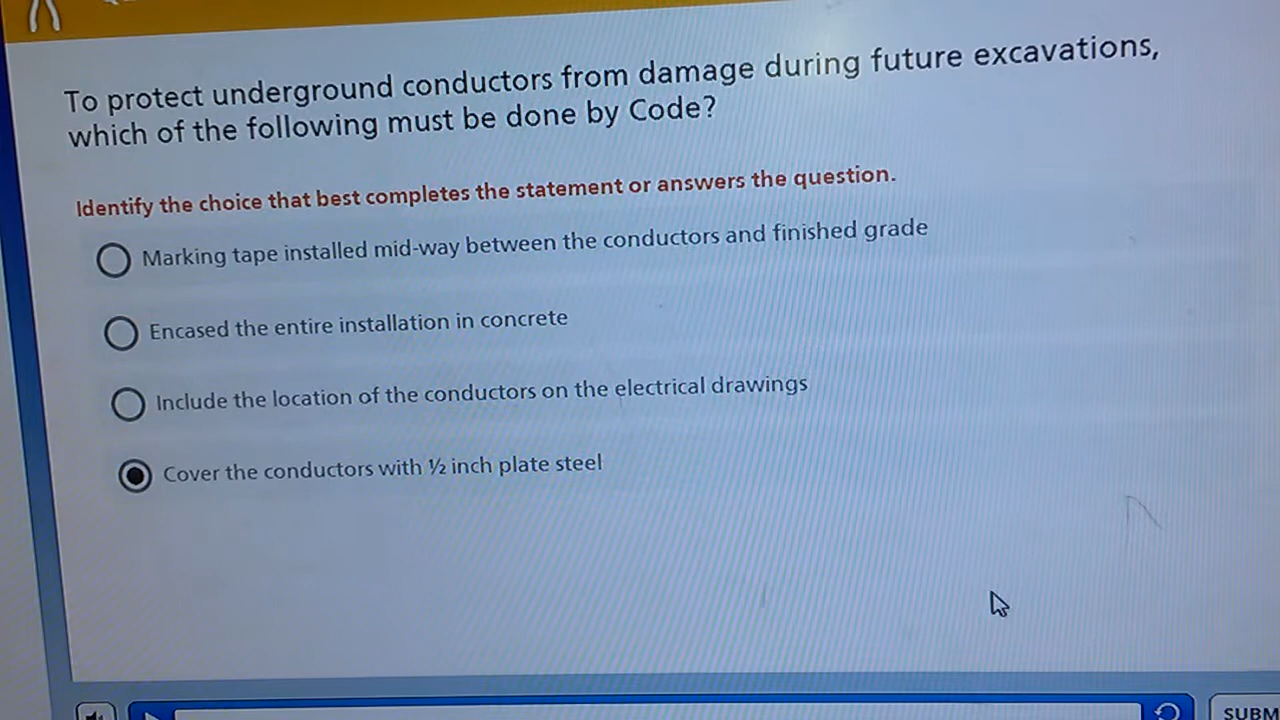 To protect underground conductors from damage during future excavations,
which of the following must be done by Code?
Identify the choice that best completes the statement or answers the question.
Marking tape installed mid-way between the conductors and finished grade
Encased the entire installation in concrete
Include the location of the conductors on the electrical drawings
Cover the conductors with ½ inch plate steel